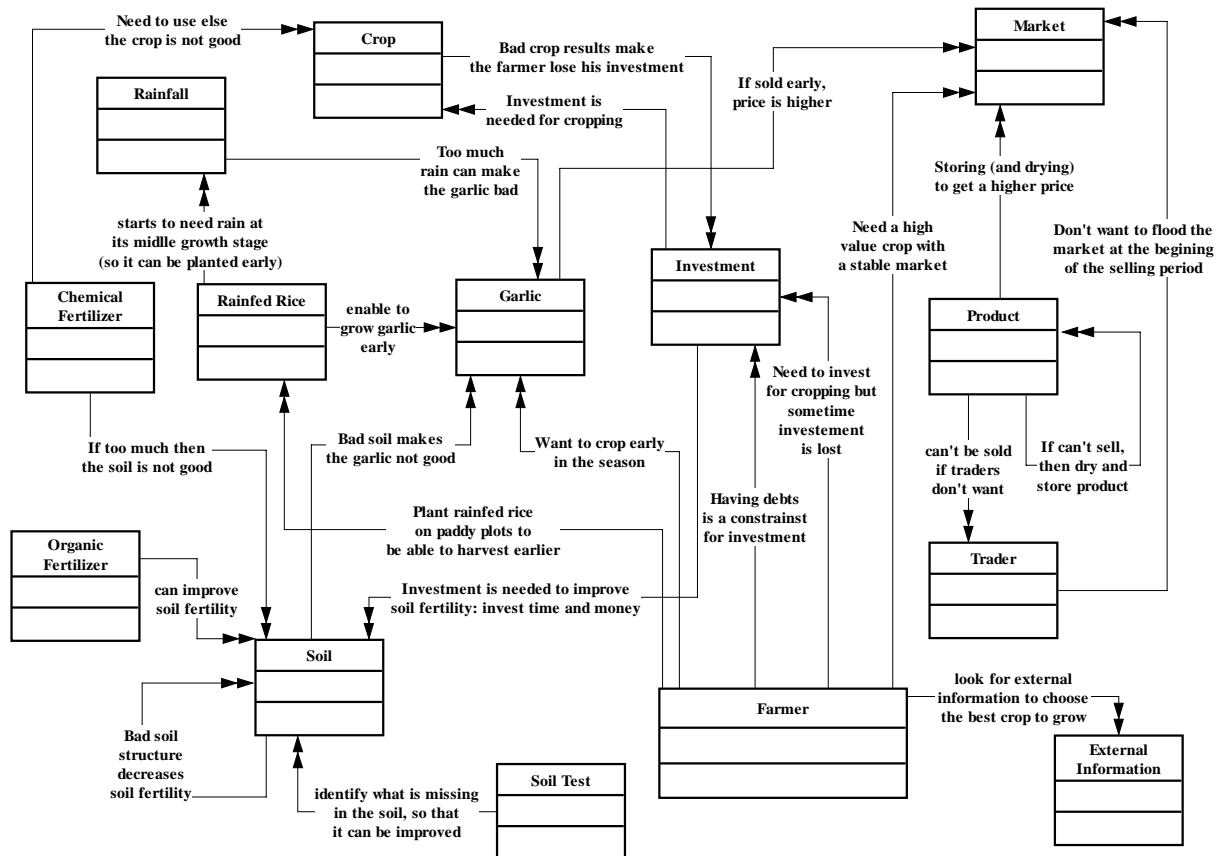 Need to use else
the crop is not good
Crop
Bad crop results make
the farmer lose his investment
Market
Rainfall
Investment is
needed for cropping
If sold early,
price is higher
Too much
rain can make
the garlic bad
Storing (and drying)
to get a higher price
starts to need rain at
its midlle growth stage
(so it can be planted early)
Need a high
value crop with
a stable market
Don't want to flood the
market at the begining
of the selling period
Chemical
Fertilizer
Rainfed Rice
enable to
grow garlic
early
Garlic
Investment
Product
Need to invest
for cropping but
sometime
investement
is lost
If too much then
the soil is not good
Bad soil makes
the garlic not good
Want to crop early
in the season
can't be sold
if traders
don't want
If can't sell,
then dry and
store product
Having debts
is a constrainst
for investment
Plant rainfed rice
on paddy plots to
be able to harvest earlier
Organic
Fertilizer
Trader
can improve
soil fertility
Investment is needed to improve
soil fertility: invest time and money
Soil
Farmer
look for external
information to choose
the best crop to grow
Bad soil
structure
decreases
soil fertility
External
Information
Soil Test
identify what is missing
in the soil, so that
it can be improved